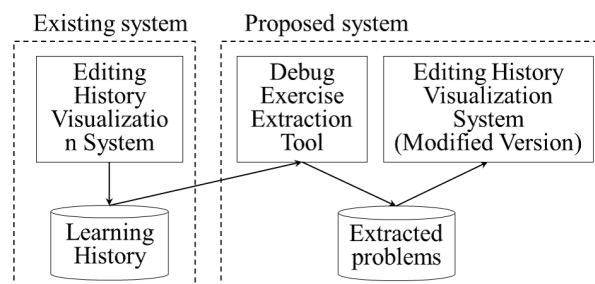 Existing system
Proposed system
Editing
History
Visualizatio
n System
Debug
Exercise
Extraction
Tool
Editing History
Visualization
System
(Modified Version)
Learning
History
Extracted
problems